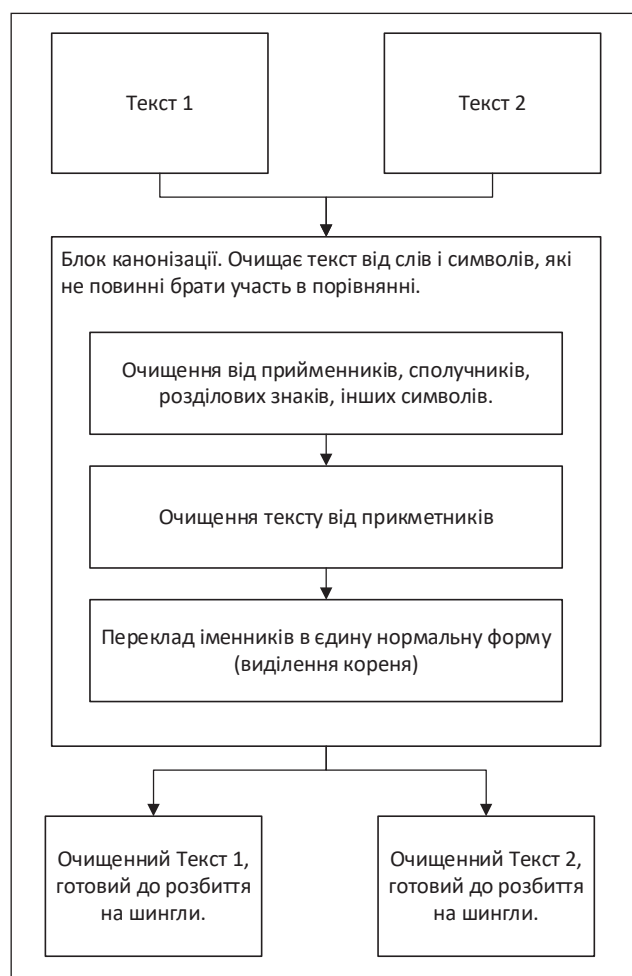 Текст 1
Текст 2
Блок канонізації. Очищає текст від слів і символів, які
не повинні брати участь в порівнянні.
Очищення від прийменників, сполучників,
розділових знаків, інших символів.
Очищення тексту від прикметників
Переклад іменників в єдину нормальну форму
(виділення кореня)
Очищенний Текст 1,
готовий до розбиття
на шингли.
Очищенний Текст 2,
готовий до розбиття
на шингли.